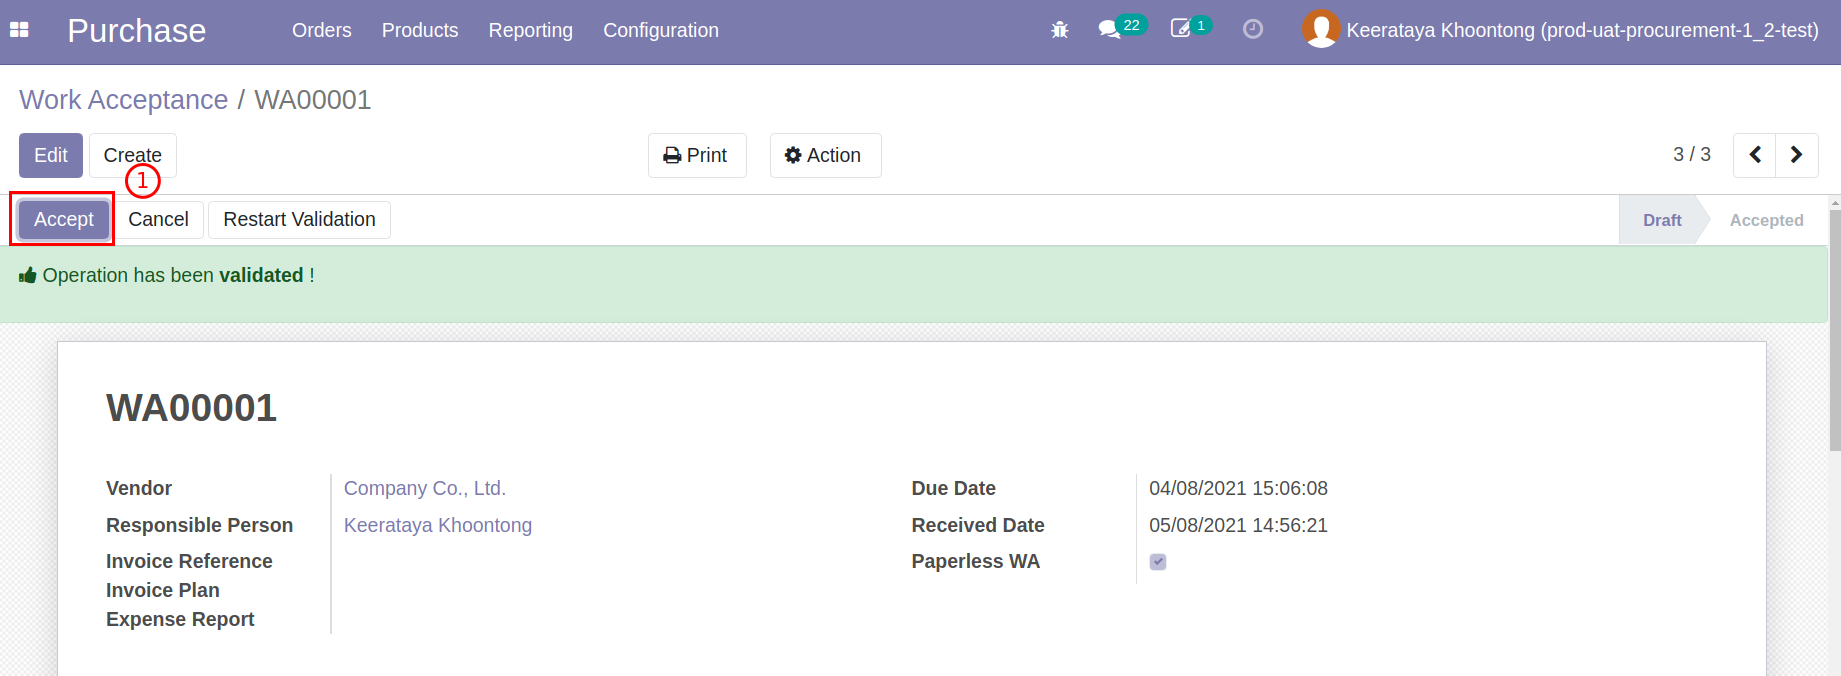 Purchase Orders Products Reporting Configuration 22 1 Keerataya Khoontong (prod-uat-procurement-1_2-test)
Work Acceptance / WA00001
Edit Create Print Action 3 / 3
1
Accept Cancel Restart Validation Draft Accepted
Operation has been validated !
WA00001
Vendor Company Co., Ltd. Due Date 04/08/2021 15:06:08
Responsible Person Keerataya Khoontong Received Date 05/08/2021 14:56:21
Invoice Reference Paperless WA
Invoice Plan
Expense Report